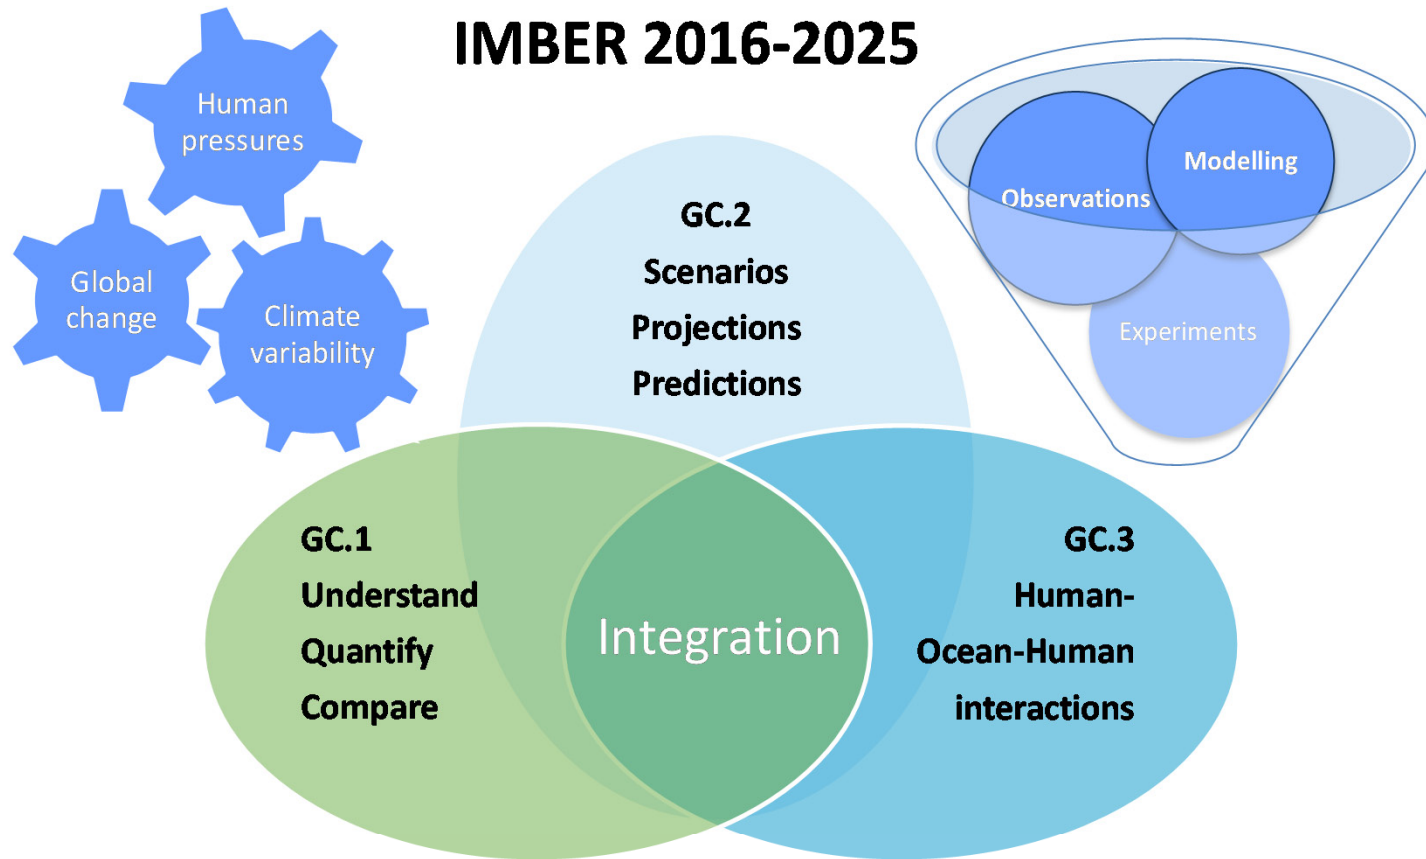 IMBER 2016-2025
Human
pressures
Global
change
Climate
variability
GC.2
Scenarios
Projections
Predictions
Observations
Modelling
Experiments
GC.1
Understand
Quantify
Compare
Integration
GC.3
Human-
Ocean-Human
interactions